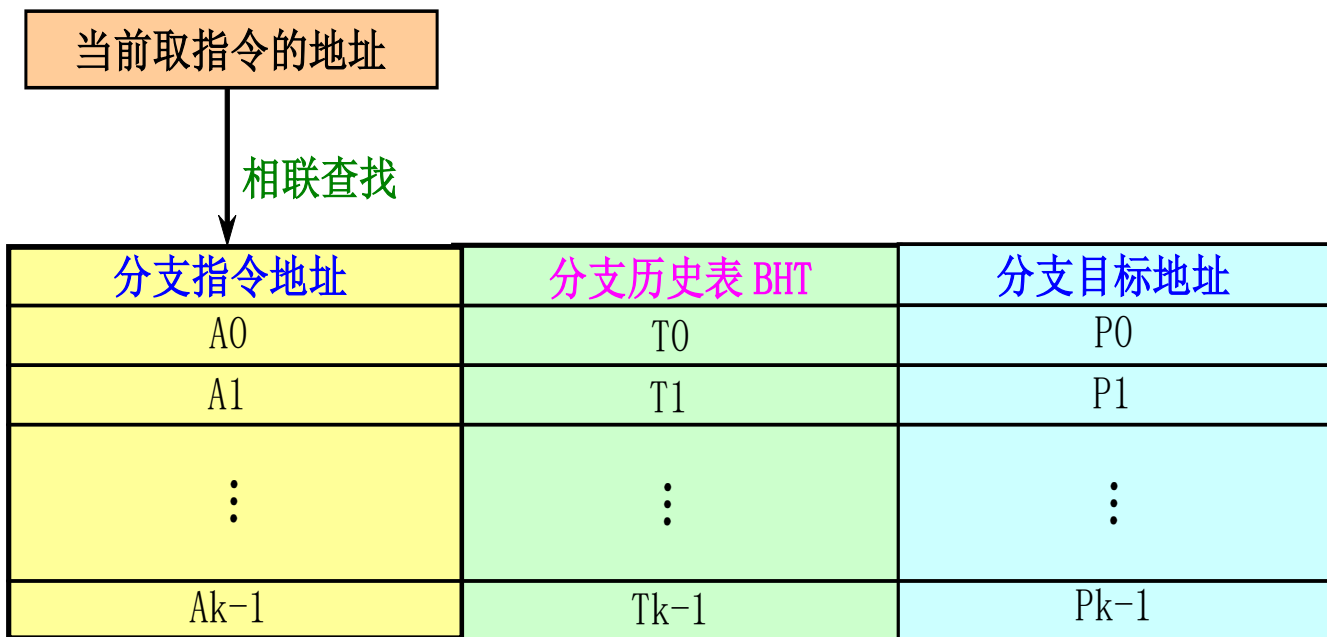 当前取指令的地址
相联查找
分支指令地址 分支历史表 BHT 分支目标地址
A0 T0 P0
A1 T1 P1
⋮ ⋮ ⋮
Ak-1 Tk-1 Pk-1